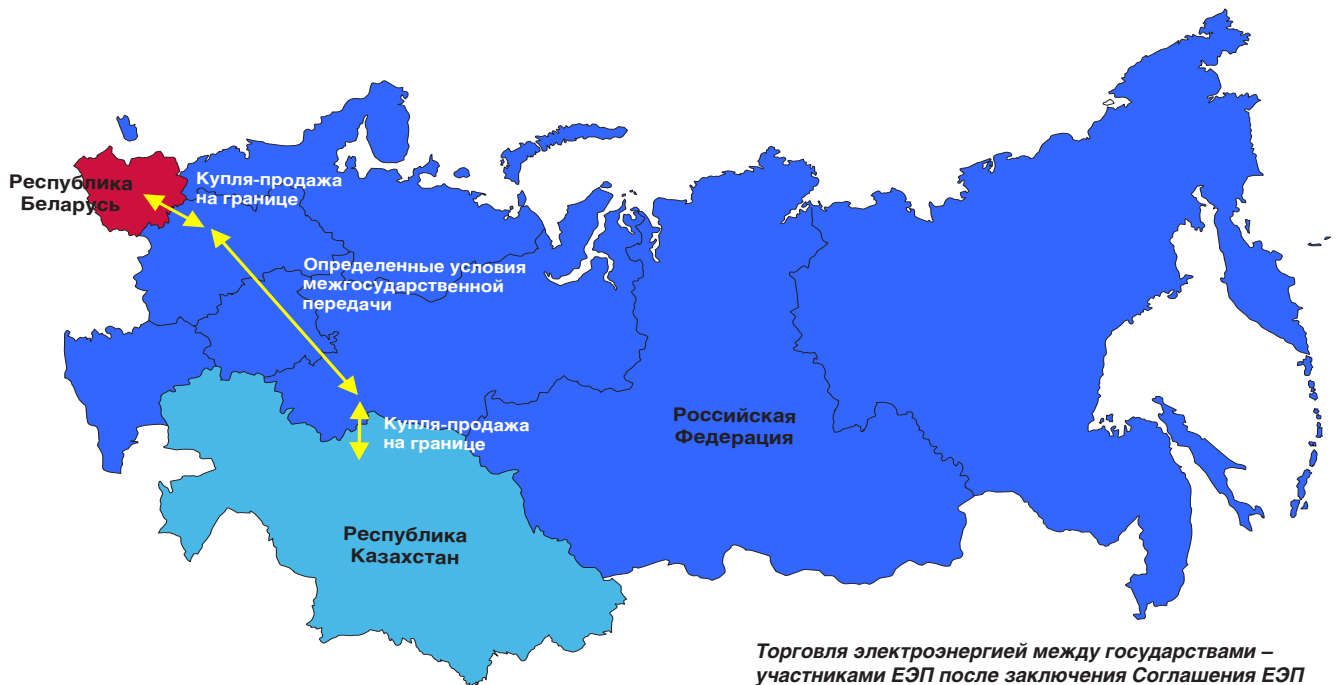 Республика
Беларусь
Купля-продажа
на границе
Определенные условия
межгосударственной
передачи
Купля-продажа
на границе
Российская
Федерация
Республика
Казахстан
Торговля электроэнергией между государствами –
участниками ЕЭП после заключения Соглашения ЕЭП